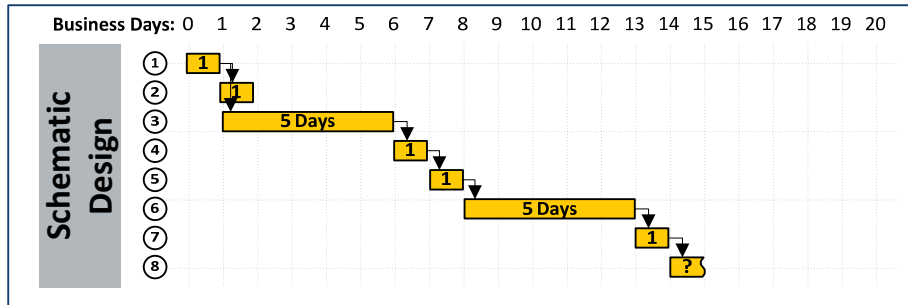 Business Days: 0 1 2 3 4 5 6 7 8 9 10 11 12 13 14 15 16 17 18 19 20
Schematic
Design
1 1
2 1
3 5 Days
4 1
5 1
6 5 Days
7 1
8 ?